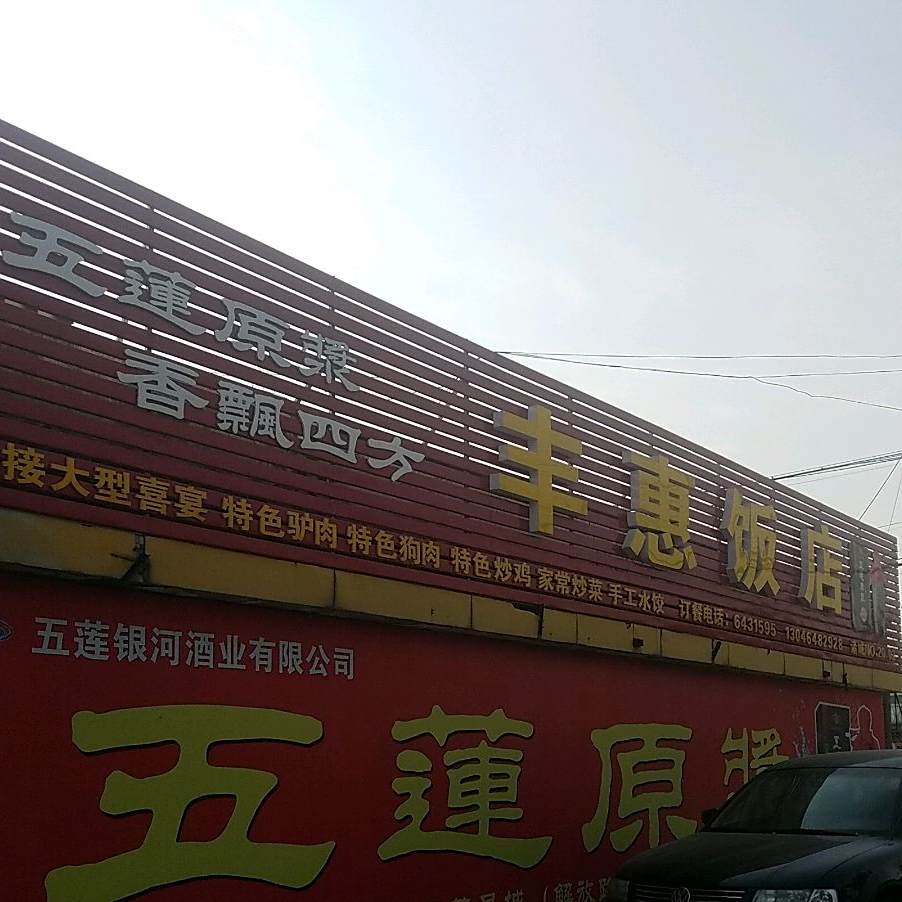 五蓮原漿
香飄四方
丰惠饭店
接大型喜宴 特色驴肉 特色狗肉 特色炒鸡 家常炒菜 手工水饺 订餐电话：6431595 13046482928
五莲银河酒业有限公司
五蓮原漿